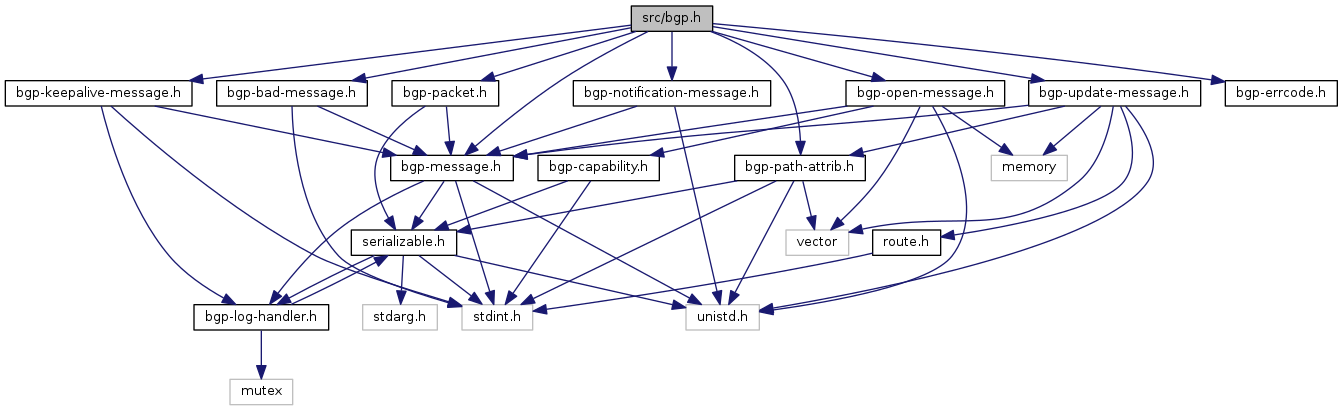 src/bgp.h
bgp-keepalive-message.h
bgp-bad-message.h
bgp-packet.h
bgp-notification-message.h
bgp-open-message.h
bgp-update-message.h
bgp-errcode.h
bgp-message.h
bgp-capability.h
bgp-path-attrib.h
memory
serializable.h
vector
route.h
bgp-log-handler.h
stdarg.h
stdint.h
unistd.h
mutex